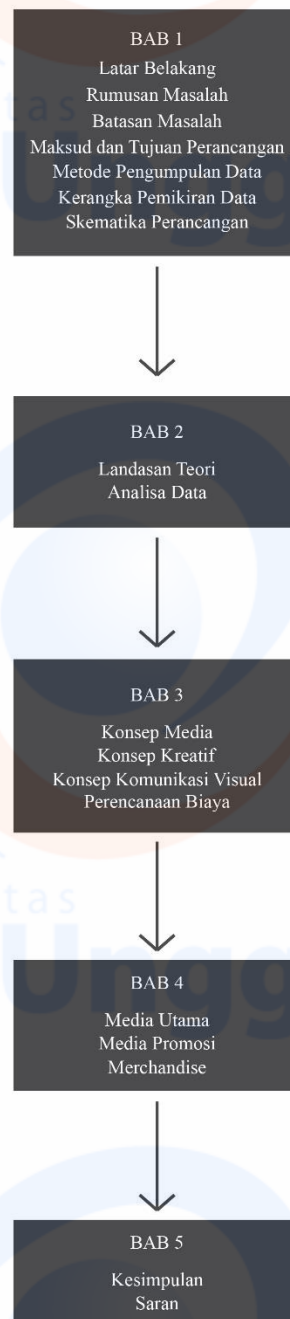 BAB 1
Latar Belakang
Rumusan Masalah
Batasan Masalah
Maksud dan Tujuan Perancangan
Metode Pengumpulan Data
Kerangka Pemikiran Data
Skematika Perancangan
BAB 2
Landasan Teori
Analisa Data
BAB 3
Konsep Media
Konsep Kreatif
Konsep Komunikasi Visual
Perencanaan Biaya
BAB 4
Media Utama
Media Promosi
Merchandise
BAB 5
Kesimpulan
Saran